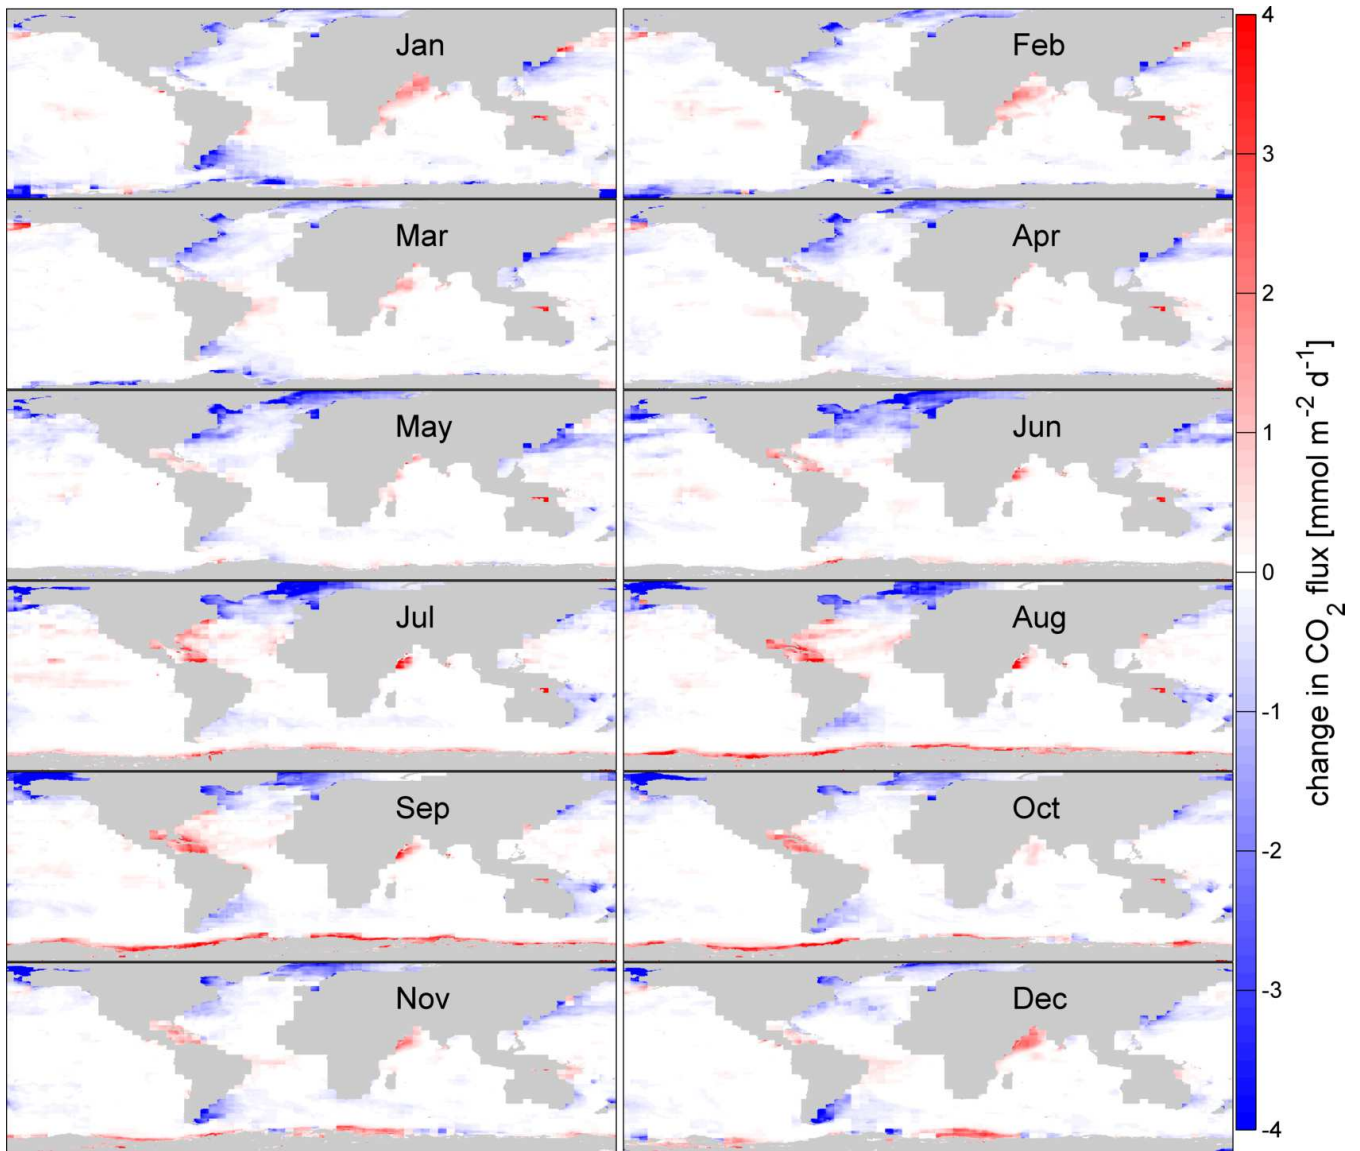 Jan
Feb
Mar
Apr
May
Jun
Jul
Aug
Sep
Oct
Nov
Dec
4
3
2
1
0
-1
-2
-3
-4
change in CO₂ flux [mmol m⁻² d⁻¹]